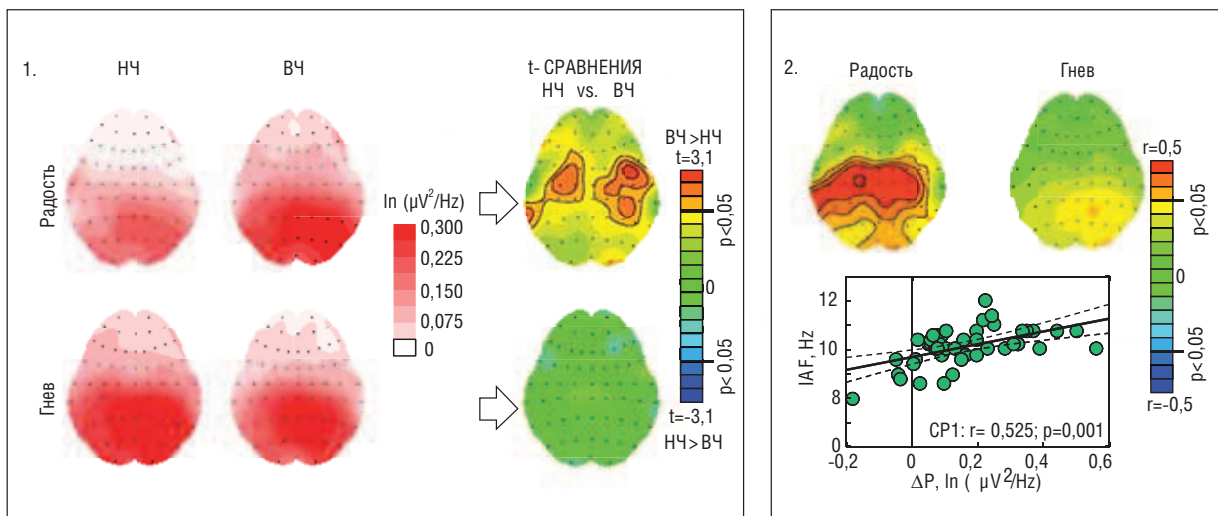 1.
НЧ
ВЧ
t- СРАВНЕНИЯ
НЧ vs. ВЧ
Радость
ln (µV²/Hz)
0,300
0,225
0,150
0,075
0
ВЧ>НЧ
t=3,1
p<0,05
0
p<0,05
t=-3,1
НЧ>ВЧ
Гнев
2.
Радость
Гнев
r=0,5
p<0,05
0
p<0,05
r=-0,5
IAF, Hz
12
10
8
0
CP1: r= 0,525; p=0,001
-0,2
0
0,2
0,4
0,6
ΔP, ln ( µV²/Hz)